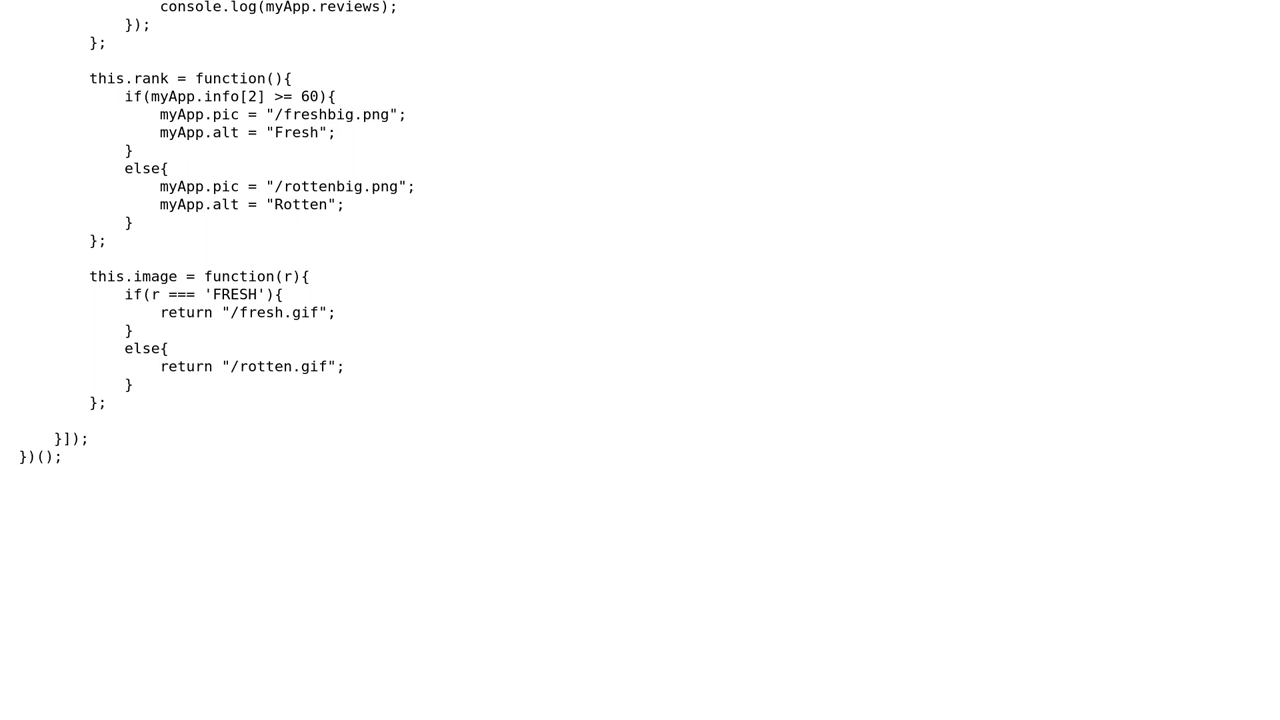 console.log(myApp.reviews);
            });
        };

        this.rank = function(){
            if(myApp.info[2] >= 60){
                myApp.pic = "/freshbig.png";
                myApp.alt = "Fresh";
            }
            else{
                myApp.pic = "/rottenbig.png";
                myApp.alt = "Rotten";
            }
        };

        this.image = function(r){
            if(r === 'FRESH'){
                return "/fresh.gif";
            }
            else{
                return "/rotten.gif";
            }
        };

    }]);
})();